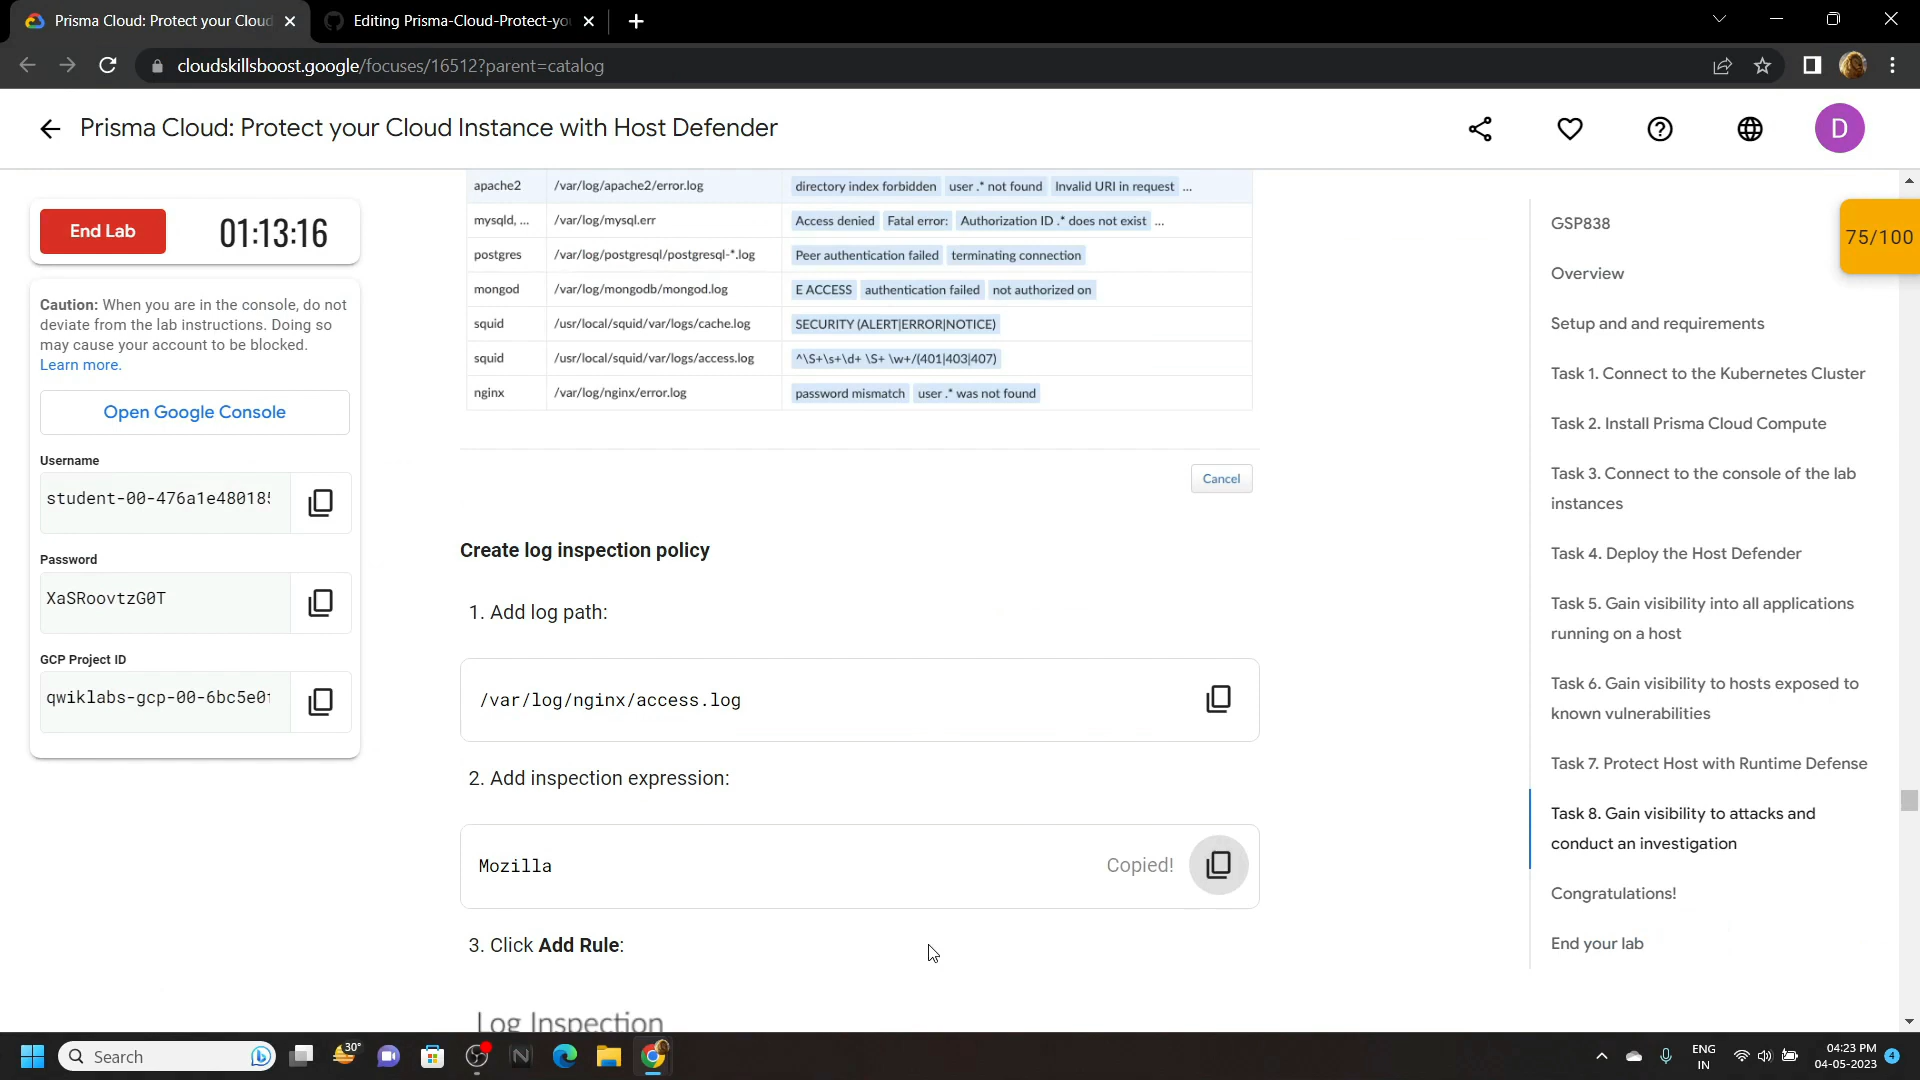 Prisma Cloud: Protect your Cloud
Editing Prisma-Cloud-Protect-yo
cloudskillsboost.google/focuses/16512?parent=catalog
Prisma Cloud: Protect your Cloud Instance with Host Defender
D
End Lab
01:13:16
Caution: When you are in the console, do not
deviate from the lab instructions. Doing so
may cause your account to be blocked.
Learn more.
Open Google Console
Username
student-00-476a1e48018
Password
XaSRoovtzG0T
GCP Project ID
qwiklabs-gcp-00-6bc5e0
apache2 /var/log/apache2/error.log directory index forbidden user .* not found Invalid URI in request ...
mysqld, ... /var/log/mysql.err Access denied Fatal error: Authorization ID .* does not exist ...
postgres /var/log/postgresql/postgresql-*.log Peer authentication failed terminating connection
mongod /var/log/mongodb/mongod.log E ACCESS authentication failed not authorized on
squid /usr/local/squid/var/logs/cache.log SECURITY (ALERT|ERROR|NOTICE)
squid /usr/local/squid/var/logs/access.log ^\S+\s+\d+ \S+ \w+/(401|403|407)
nginx /var/log/nginx/error.log password mismatch user .* was not found
Cancel
Create log inspection policy
1. Add log path:
/var/log/nginx/access.log
2. Add inspection expression:
Mozilla Copied!
3. Click Add Rule:
Log Inspection
GSP838
75/100
Overview
Setup and and requirements
Task 1. Connect to the Kubernetes Cluster
Task 2. Install Prisma Cloud Compute
Task 3. Connect to the console of the lab
instances
Task 4. Deploy the Host Defender
Task 5. Gain visibility into all applications
running on a host
Task 6. Gain visibility to hosts exposed to
known vulnerabilities
Task 7. Protect Host with Runtime Defense
Task 8. Gain visibility to attacks and
conduct an investigation
Congratulations!
End your lab
Search
30°
ENG
IN
04:23 PM
04-05-2023
4